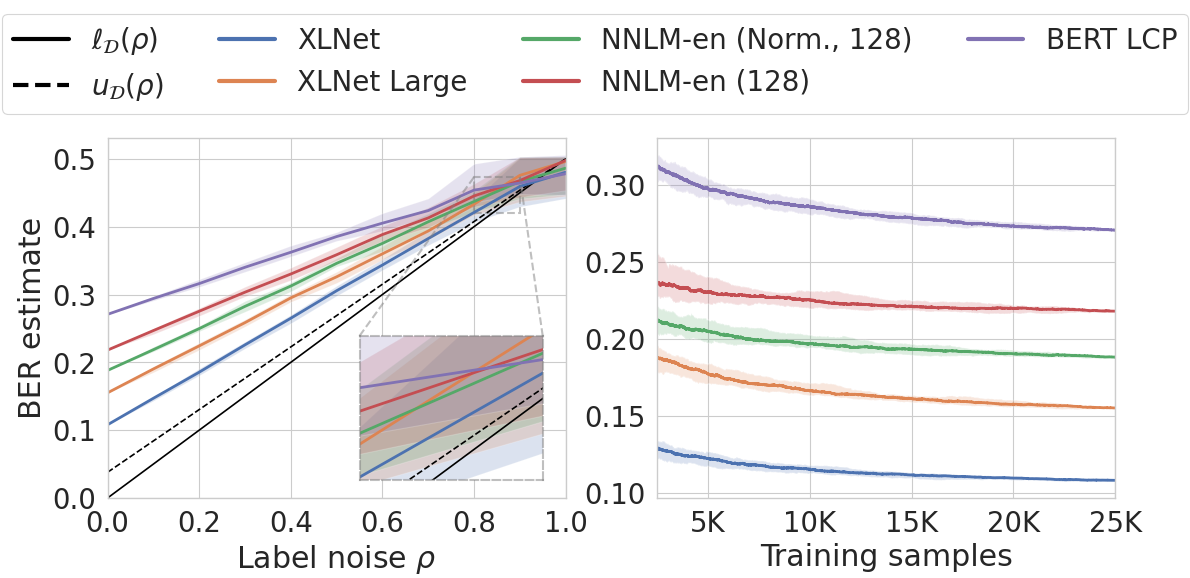 ℓ_𝒟(ρ) XLNet NNLM-en (Norm., 128) BERT LCP
u_𝒟(ρ) XLNet Large NNLM-en (128)
BER estimate
0.5
0.4
0.3
0.2
0.1
0.0
0.0 0.2 0.4 0.6 0.8 1.0
Label noise ρ
0.30
0.25
0.20
0.15
0.10
5K 10K 15K 20K 25K
Training samples